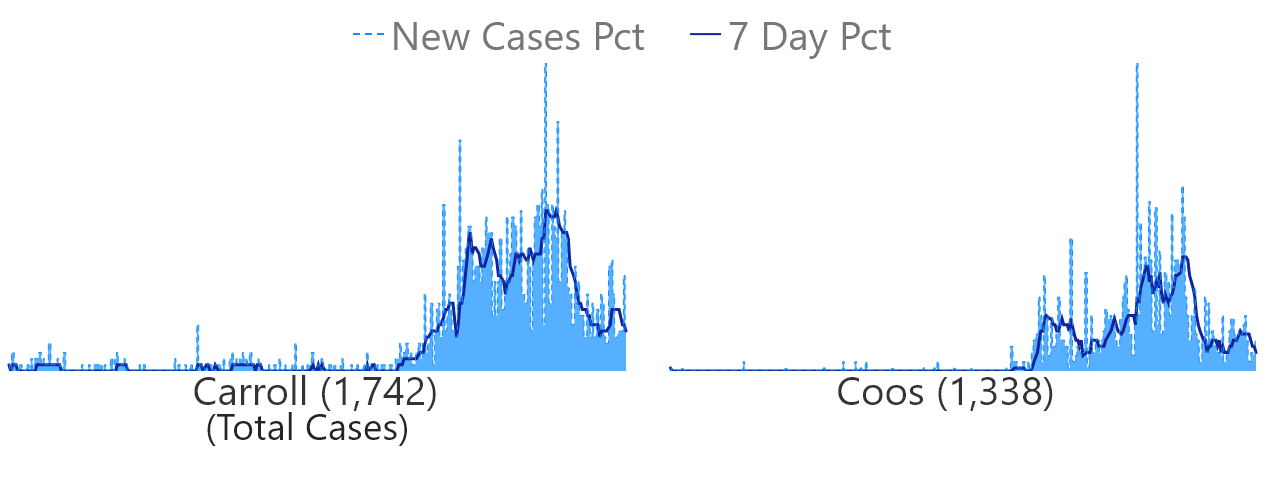 New Cases Pct 7 Day Pct
Carroll (1,742)
(Total Cases)
Coos (1,338)